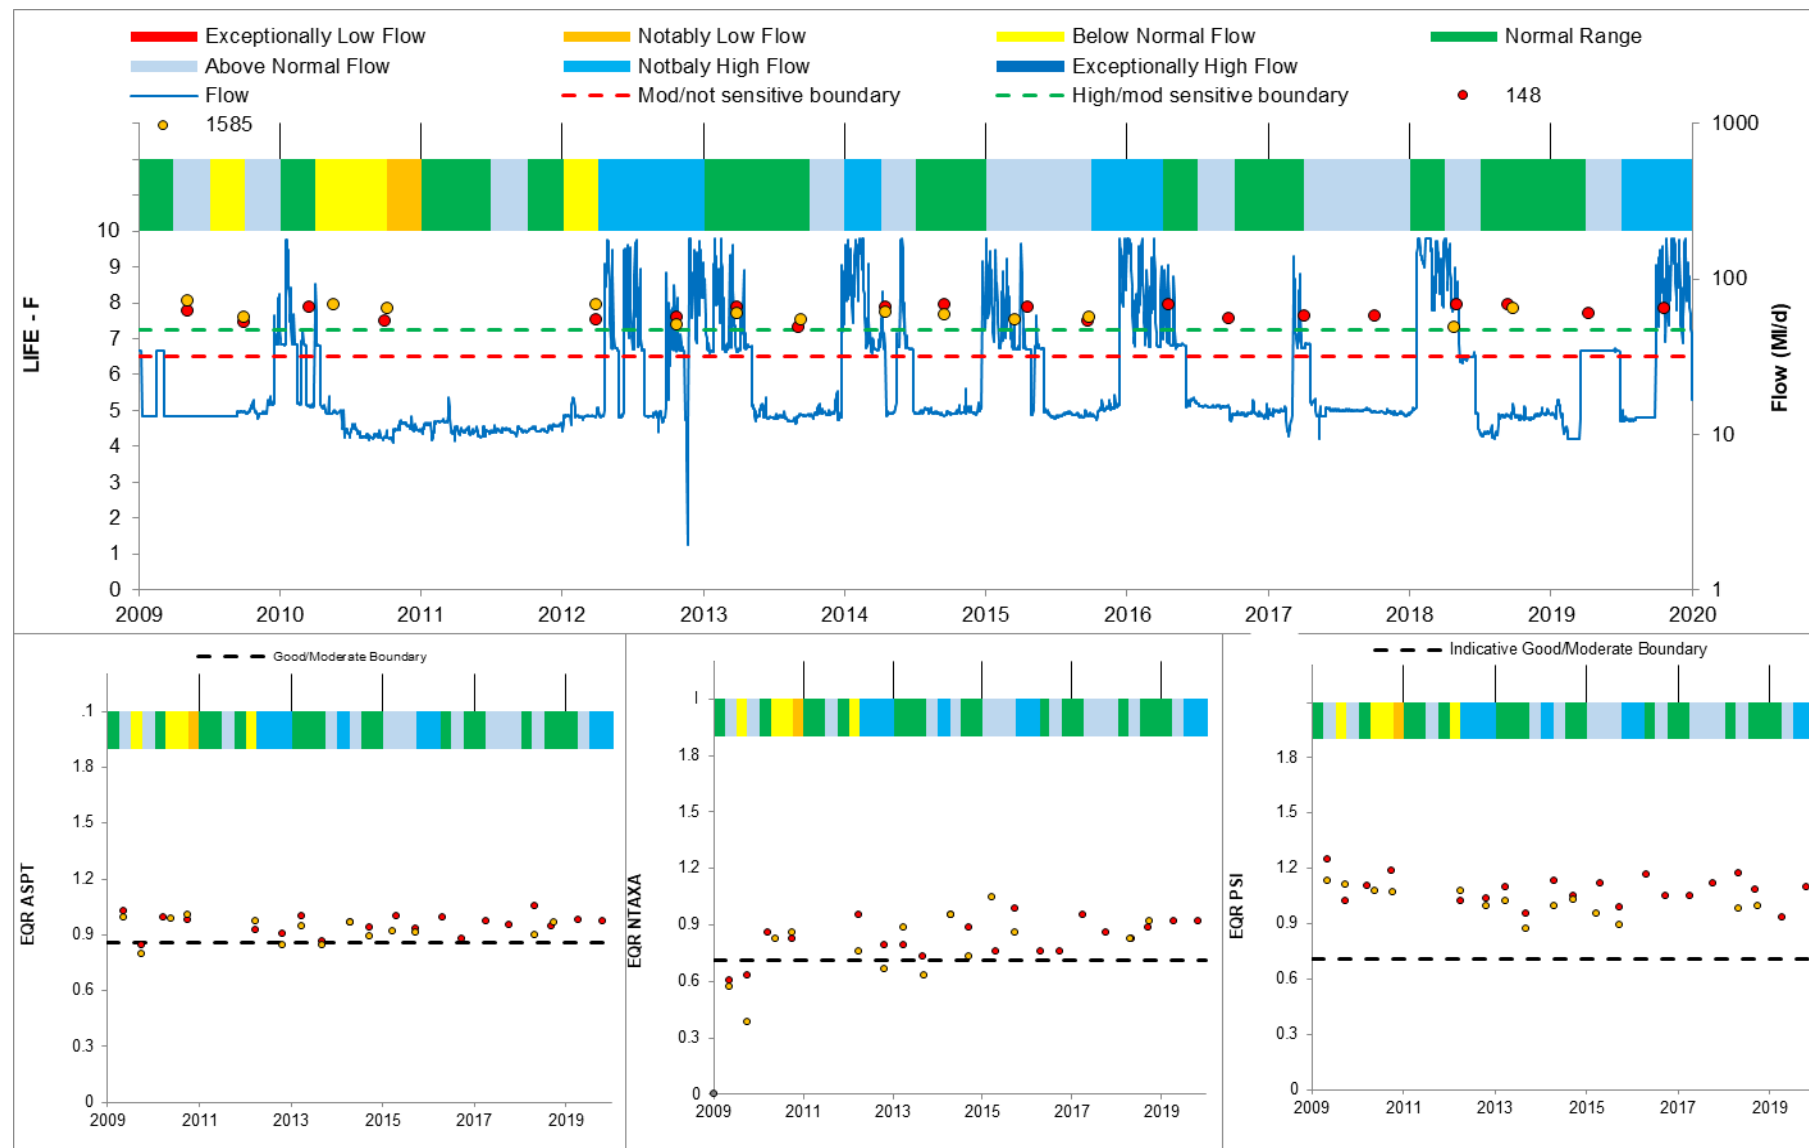 Exceptionally Low Flow Notably Low Flow Below Normal Flow Normal Range
Above Normal Flow Notbaly High Flow Exceptionally High Flow
Flow Mod/not sensitive boundary High/mod sensitive boundary 148
1585
1000
10
9
8
7
6
5
4
3
2
1
0
LIFE - F
100
10
1
Flow (Ml/d)
2009 2010 2011 2012 2013 2014 2015 2016 2017 2018 2019 2020
Good/Moderate Boundary
.1
1.8
1.5
1.2
0.9
0.6
0.3
0
EQR ASPT
2009 2011 2013 2015 2017 2019
1.8
1.5
1.2
0.9
0.6
0.3
0
EQR NTAXA
2009 2011 2013 2015 2017 2019
Indicative Good/Moderate Boundary
1.8
1.5
1.2
0.9
0.6
0.3
0
EQR PSI
2009 2011 2013 2015 2017 2019